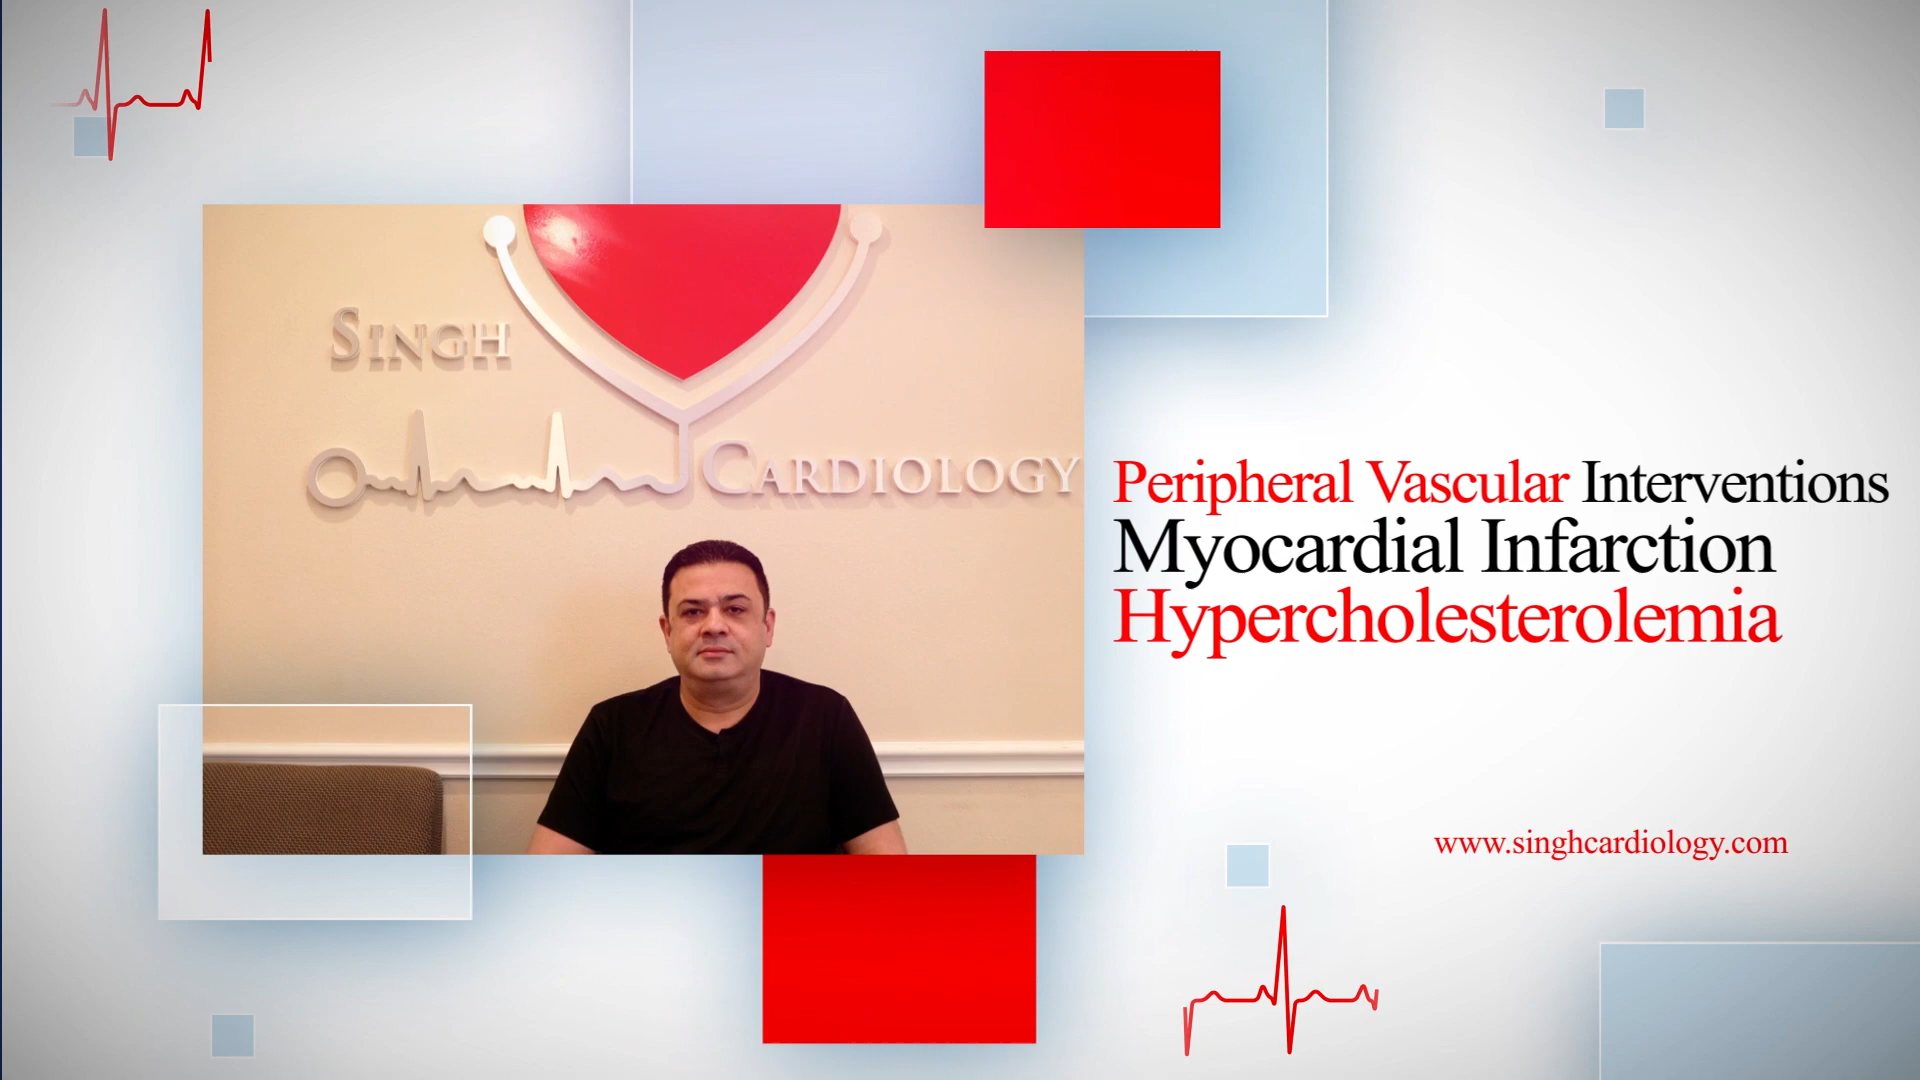 SINGH
CARDIOLOGY
Peripheral Vascular Interventions
Myocardial Infarction
Hypercholesterolemia
www.singhcardiology.com